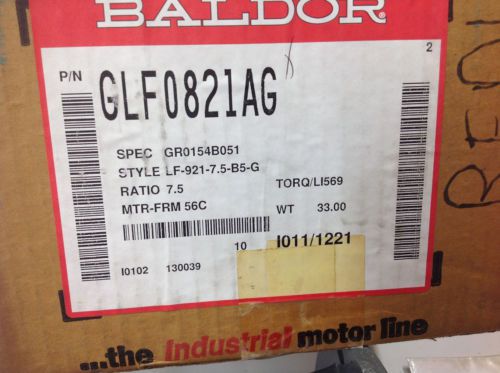 BALDOR®
2
P/N GLF0821AG
SPEC GR0154B051
STYLE LF-921-7.5-B5-G
RATIO 7.5 TORQ/LI569
MTR-FRM 56C WT 33.00
10 I011/1221
I0102 130039
...the Industrial motor line